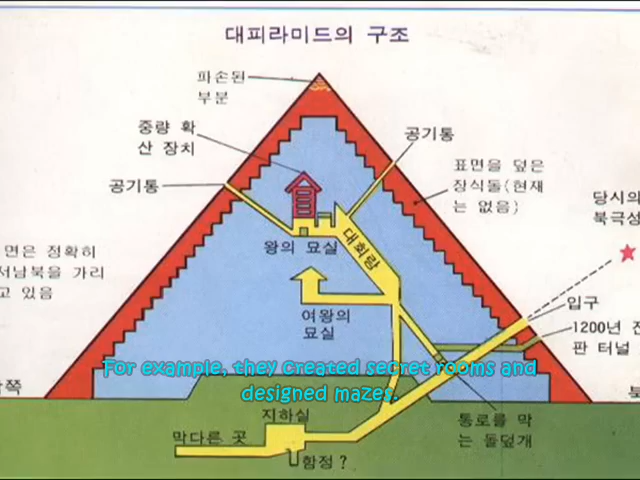 대피라미드의 구조
파손된
부분
중량 확
산 장치
공기통
공기통
표면을 덮은
장식돌(현재
는 없음)
당시의
북극성
면은 정확히
서남북을 가리
고 있음
왕의 묘실
대회랑
여왕의
묘실
입구
1200년 전
판 터널
For example, they created secret rooms and
designed mazes.
지하실
막다른 곳
함정?
통로를 막
는 돌덮개